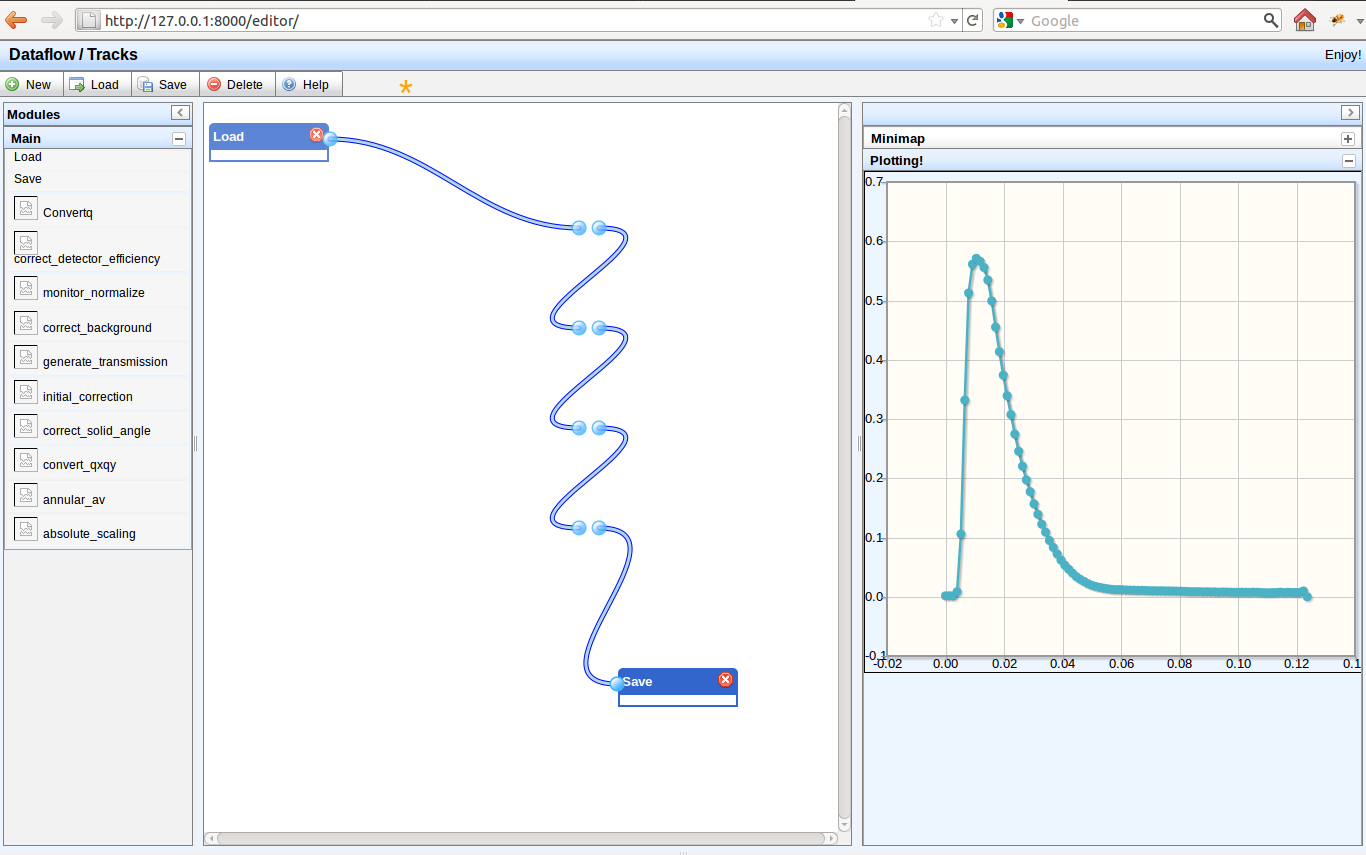 http://127.0.0.1:8000/editor/
Google
Dataflow / Tracks
Enjoy!
New
Load
Save
Delete
Help
Modules
Main
Load
Save
Convertq
correct_detector_efficiency
monitor_normalize
correct_background
generate_transmission
initial_correction
correct_solid_angle
convert_qxqy
annular_av
absolute_scaling
Load
Save
Minimap
Plotting!
0.7
0.6
0.5
0.4
0.3
0.2
0.1
0.0
-0.1
-0.02
0.00
0.02
0.04
0.06
0.08
0.10
0.12
0.1